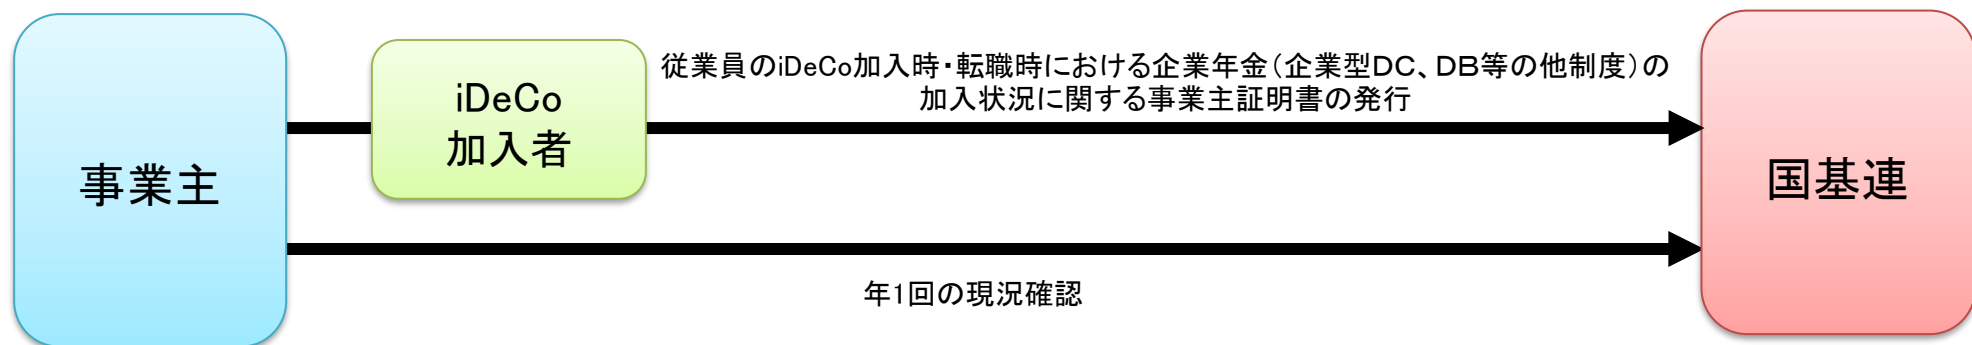 事業主
iDeCo
加入者
従業員のiDeCo加入時・転職時における企業年金（企業型ＤＣ、ＤＢ等の他制度）の
加入状況に関する事業主証明書の発行
国基連
年1回の現況確認